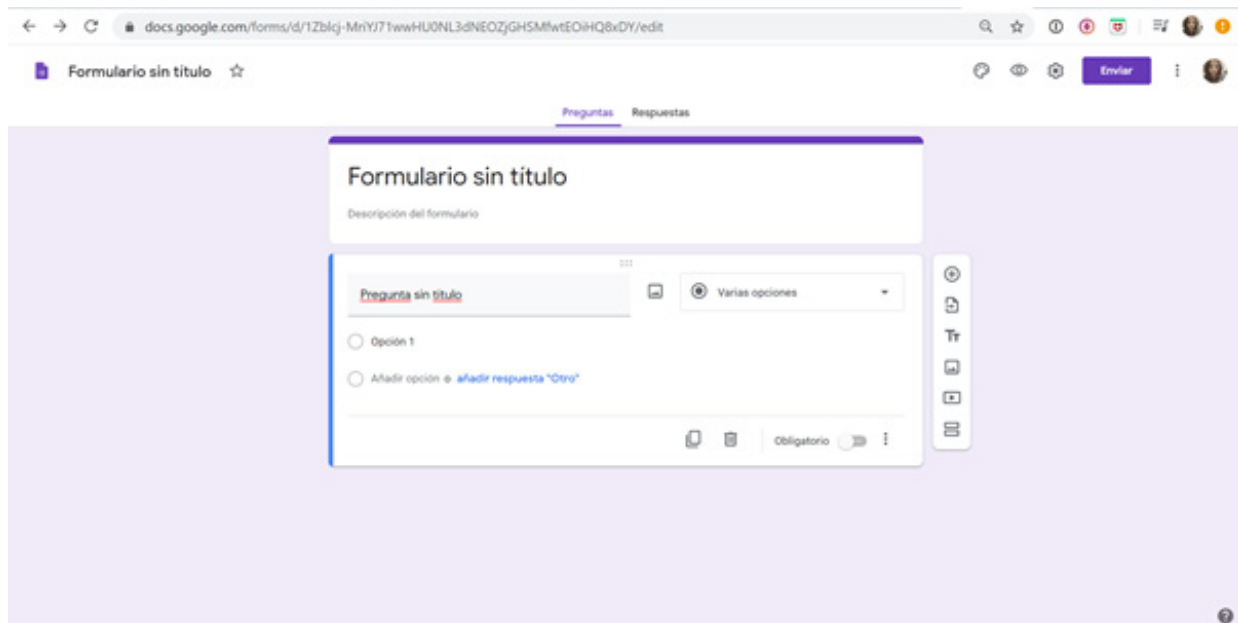 docs.google.com/forms/d/1Zblcj-MriYJ71wwHU0NL3dNEOZjGHSMfwtEOiHQ8xDY/edit
Formulario sin título
Enviar
Preguntas Respuestas
Formulario sin título
Descripción del formulario
Pregunta sin título
Varias opciones
Opción 1
Añadir opción o añadir respuesta "Otro"
Obligatorio
Tт